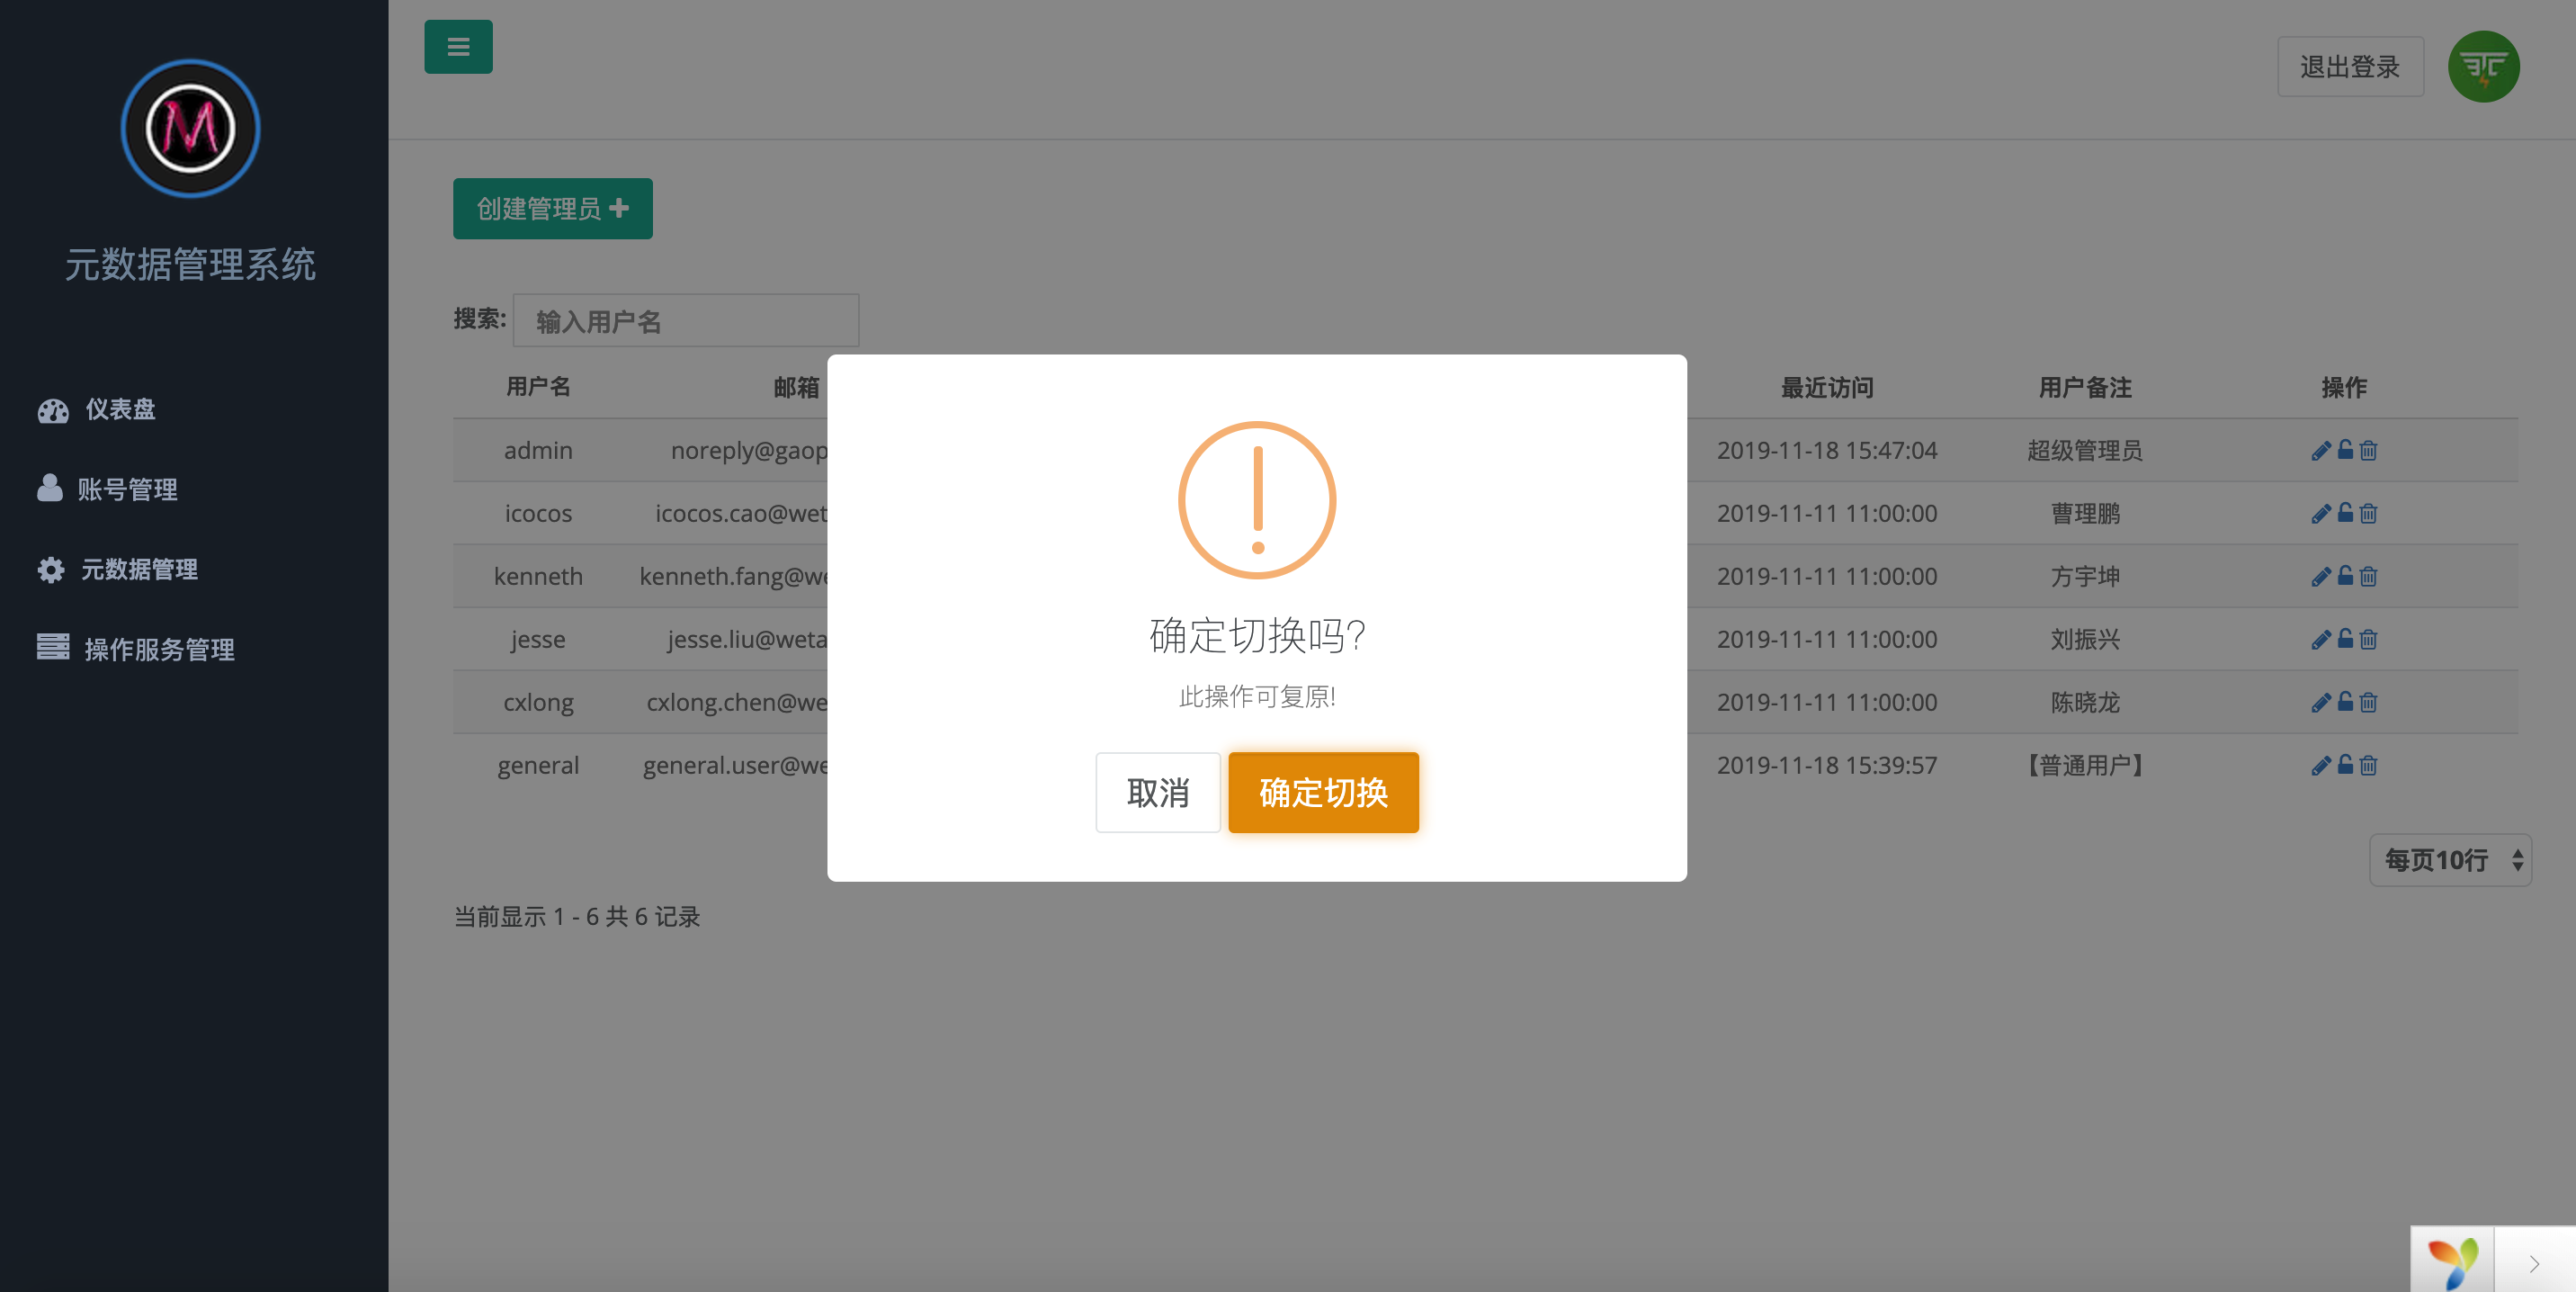 M
元数据管理系统
仪表盘
账号管理
元数据管理
操作服务管理
退出登录
创建管理员
搜索: 输入用户名
用户名 邮箱 最近访问 用户备注 操作
admin noreply@gaop 2019-11-18 15:47:04 超级管理员
icocos icocos.cao@wet 2019-11-11 11:00:00 曹理鹏
kenneth kenneth.fang@we 2019-11-11 11:00:00 方宇坤
jesse jesse.liu@weta 2019-11-11 11:00:00 刘振兴
cxlong cxlong.chen@we 2019-11-11 11:00:00 陈晓龙
general general.user@we 2019-11-18 15:39:57 【普通用户】
确定切换吗?
此操作可复原!
取消 确定切换
每页10行
当前显示 1 - 6 共 6 记录